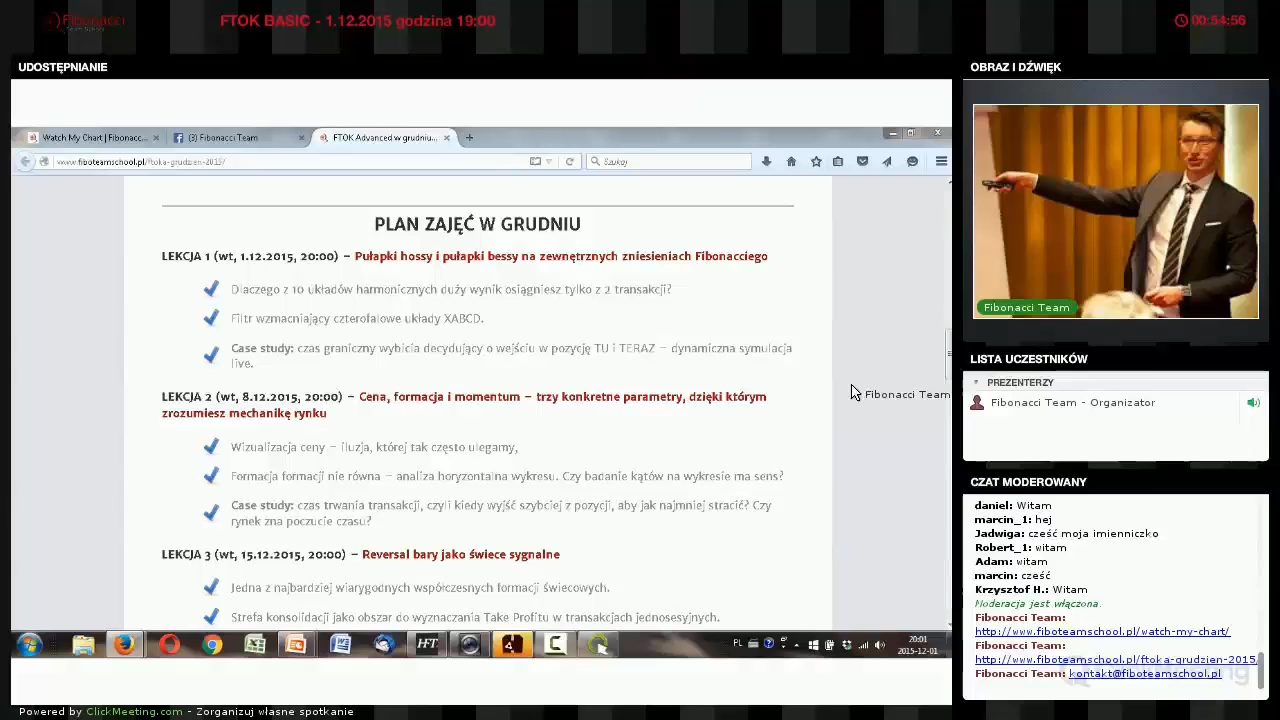 Fibonacci
Team School
FTOK BASIC - 1.12.2015 godzina 19:00
00:54:56
UDOSTĘPNIANIE
Watch My Chart | Fibonacc...
(3) Fibonacci Team
FTOK Advanced w grudniu...
www.fiboteamschool.pl/ftoka-grudzien-2015/
Szukaj
PLAN ZAJĘĆ W GRUDNIU
LEKCJA 1 (wt, 1.12.2015, 20:00) – Pułapki hossy i pułapki bessy na zewnętrznych zniesieniach Fibonacciego
Dlaczego z 10 układów harmonicznych duży wynik osiągniesz tylko z 2 transakcji?
Filtr wzmacniający czterofalowe układy XABCD.
Case study: czas graniczny wybicia decydujący o wejściu w pozycję TU i TERAZ – dynamiczna symulacja
live.
LEKCJA 2 (wt, 8.12.2015, 20:00) – Cena, formacja i momentum – trzy konkretne parametry, dzięki którym
zrozumiesz mechanikę rynku
Wizualizacja ceny – iluzja, której tak często ulegamy,
Formacja formacji nie równa – analiza horyzontalna wykresu. Czy badanie kątów na wykresie ma sens?
Case study: czas trwania transakcji, czyli kiedy wyjść szybciej z pozycji, aby jak najmniej stracić? Czy
rynek zna poczucie czasu?
LEKCJA 3 (wt, 15.12.2015, 20:00) – Reversal bary jako świece sygnalne
Jedna z najbardziej wiarygodnych współczesnych formacji świecowych.
Strefa konsolidacji jako obszar do wyznaczania Take Profitu w transakcjach jednosesyjnych.
Fibonacci Team
HFT
PL
20:01
2015-12-01
Powered by ClickMeeting.com - Zorganizuj własne spotkanie
OBRAZ I DŹWIĘK
Fibonacci Team
LISTA UCZESTNIKÓW
PREZENTERZY
Fibonacci Team - Organizator
CZAT MODEROWANY
daniel: Witam
marcin_1: hej
Jadwiga: cześć moja imienniczko
Robert_1: witam
Adam: witam
marcin: cześć
Krzysztof H.: Witam
Moderacja jest włączona.
Fibonacci Team:
http://www.fiboteamschool.pl/watch-my-chart/
Fibonacci Team:
http://www.fiboteamschool.pl/ftoka-grudzien-2015/
Fibonacci Team: kontakt@fiboteamschool.pl